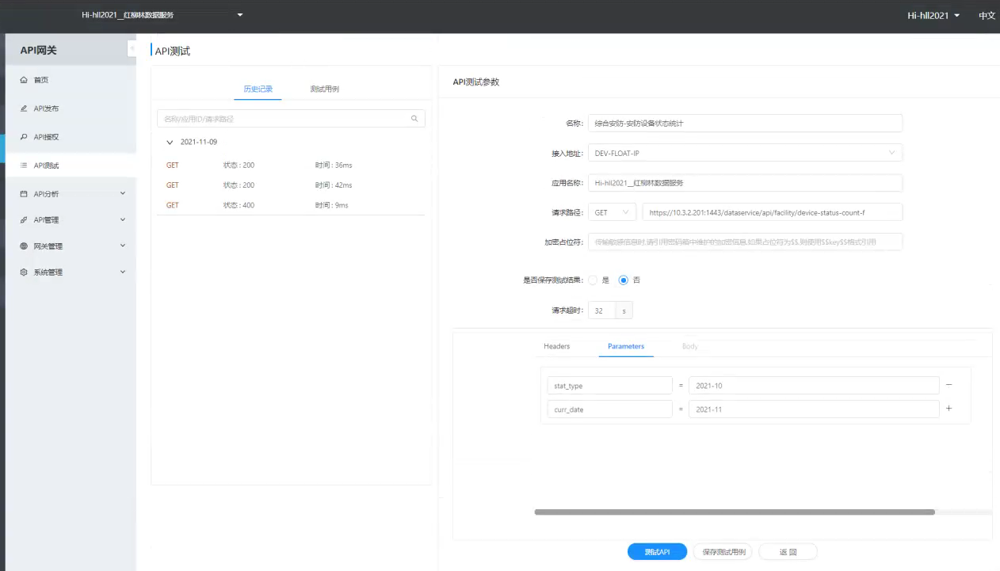 Hi-hll2021__红柳林数据服务
Hi-hll2021
中文
API网关
首页
API发布
API授权
API测试
API分析
API管理
网关管理
系统管理
API测试
历史记录
测试用例
名称/应用ID/请求路径
2021-11-09
GET 状态 : 200 时间 : 36ms
GET 状态 : 200 时间 : 42ms
GET 状态 : 400 时间 : 9ms
API测试参数
名称: 综合安防-安防设备状态统计
接入地址: DEV-FLOAT-IP
应用名称: Hi-hll2021__红柳林数据服务
请求路径: GET https://10.3.2.201:1443/dataservice/api/facility/device-status-count-f
加密占位符: 传输敏感信息时,请引用密码箱中维护的加密信息.如果占位符为$$,则使用$$key$$格式引用
是否保存测试结果: 是 否
请求超时: 32 s
Headers Parameters Body
stat_type = 2021-10 −
curr_date = 2021-11 +
测试API 保存测试用例 返 回